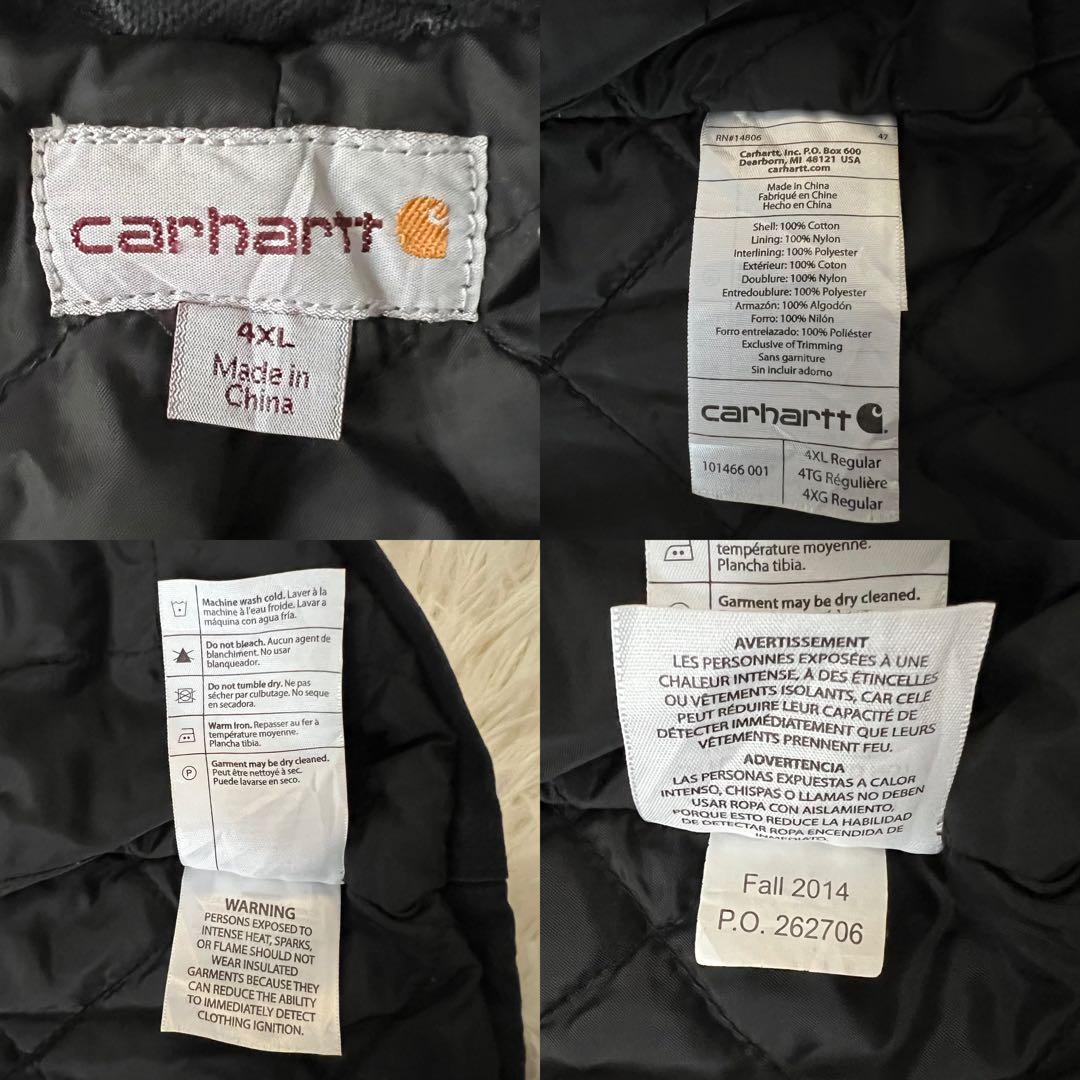 carhartt
4XL
Made in
China
RN#14806 47
Carhartt, Inc. P.O. Box 600
Dearborn, MI 48121 USA
carhartt.com
Made in China
Fabriqué en Chine
Hecho en China
Shell: 100% Cotton
Lining: 100% Nylon
Interlining: 100% Polyester
Extérieur: 100% Coton
Doublure: 100% Nylon
Entredoublure: 100% Polyester
Armazón: 100% Algodón
Forro: 100% Nilón
Forro entrelazado: 100% Poliéster
Exclusive of Trimming
Sans garniture
Sin incluir adorno
carhartt
101466 001
4XL Regular
4TG Régulière
4XG Regular
Machine wash cold. Laver à la
machine à l'eau froide. Lavar a
máquina con agua fría.
Do not bleach. Aucun agent de
blanchiment. No usar
blanqueador.
Do not tumble dry. Ne pas
sécher par culbutage. No seque
en secadora.
Warm Iron. Repasser au fer à
température moyenne.
Plancha tibia.
P
Garment may be dry cleaned.
Peut être nettoyé à sec.
Puede lavarse en seco.
WARNING
PERSONS EXPOSED TO
INTENSE HEAT, SPARKS,
OR FLAME SHOULD NOT
WEAR INSULATED
GARMENTS BECAUSE THEY
CAN REDUCE THE ABILITY
TO IMMEDIATELY DETECT
CLOTHING IGNITION.
température moyenne.
Plancha tibia.
Garment may be dry cleaned.
AVERTISSEMENT
LES PERSONNES EXPOSÉES À UNE
CHALEUR INTENSE, À DES ÉTINCELLES
OU VÊTEMENTS ISOLANTS, CAR CELE
PEUT RÉDUIRE LEUR CAPACITÉ DE
DÉTECTER IMMÉDIATEMENT QUE LEURS
VÊTEMENTS PRENNENT FEU.
ADVERTENCIA
LAS PERSONAS EXPUESTAS A CALOR
INTENSO, CHISPAS O LLAMAS NO DEBEN
USAR ROPA CON AISLAMIENTO,
PORQUE ESTO REDUCE LA HABILIDAD
DE DETECTAR ROPA ENCENDIDA DE
INMEDIATO.
Fall 2014
P.O. 262706